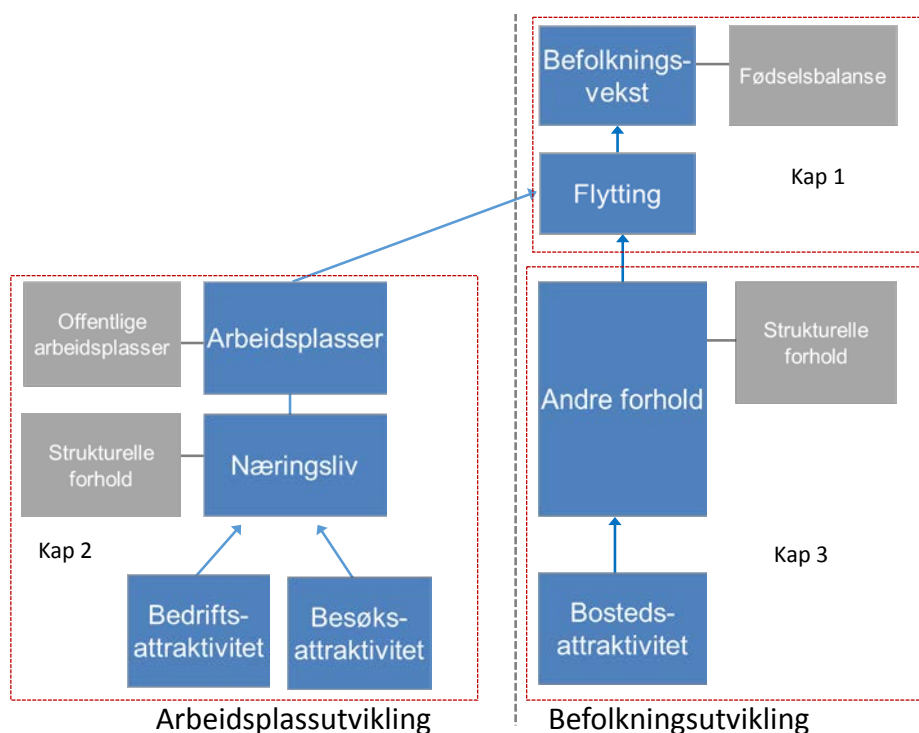 Befolknings-
vekst
Fødselsbalanse
Kap 1
Flytting
Offentlige
arbeidsplasser
Arbeidsplasser
Strukturelle
forhold
Næringsliv
Kap 2
Bedrifts-
attraktivitet
Besøks-
attraktivitet
Andre forhold
Strukturelle
forhold
Kap 3
Bosteds-
attraktivitet
Arbeidsplassutvikling
Befolkningsutvikling